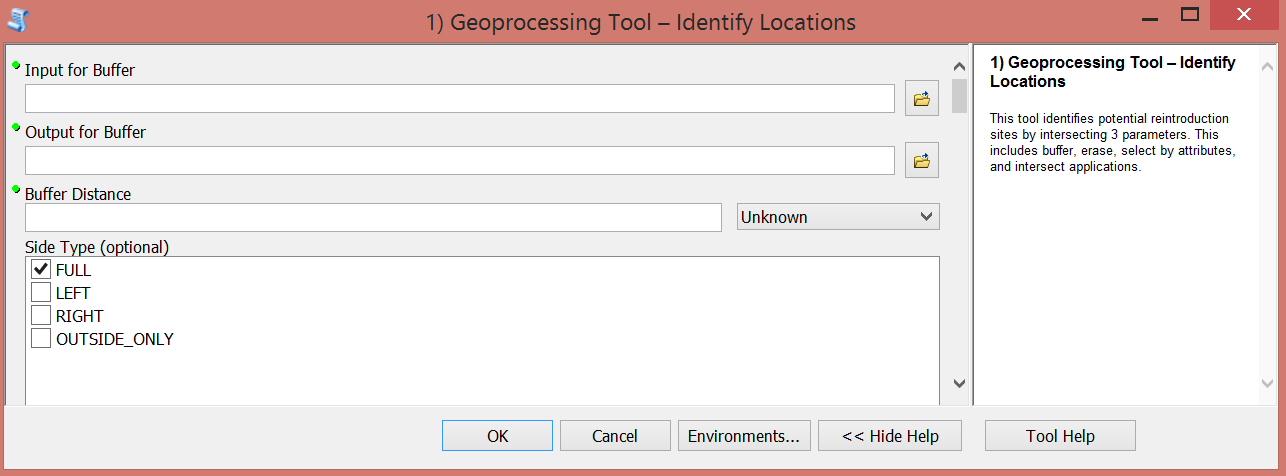 1) Geoprocessing Tool – Identify Locations
Input for Buffer
Output for Buffer
Buffer Distance
Unknown
Side Type (optional)
FULL
LEFT
RIGHT
OUTSIDE_ONLY
1) Geoprocessing Tool – Identify
Locations
This tool identifies potential reintroduction
sites by intersecting 3 parameters. This
includes buffer, erase, select by attributes,
and intersect applications.
OK
Cancel
Environments...
<< Hide Help
Tool Help